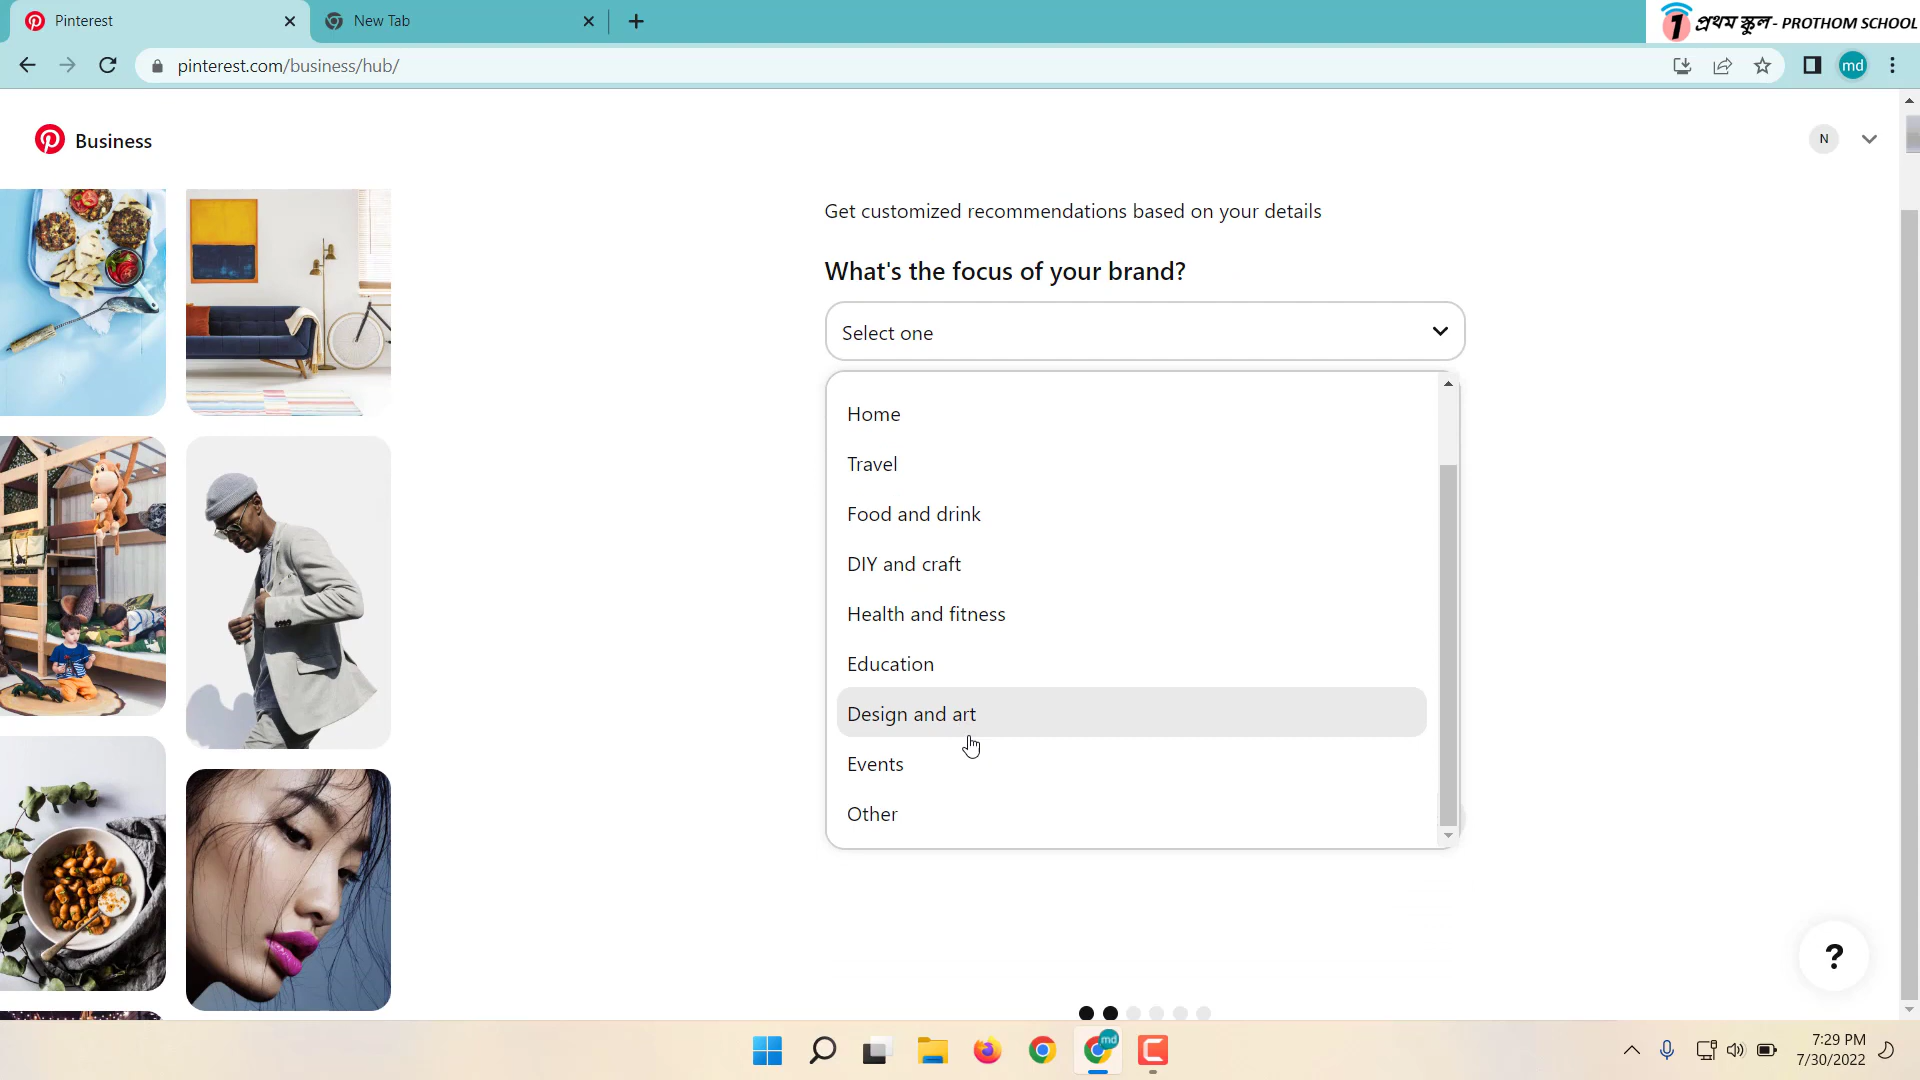 Pinterest
New Tab
1 প্রথম স্কুল - PROTHOM SCHOOL
pinterest.com/business/hub/
md
Business
N
Get customized recommendations based on your details
What's the focus of your brand?
Select one
Home
Travel
Food and drink
DIY and craft
Health and fitness
Education
Design and art
Events
Other
?
md
7:29 PM
7/30/2022